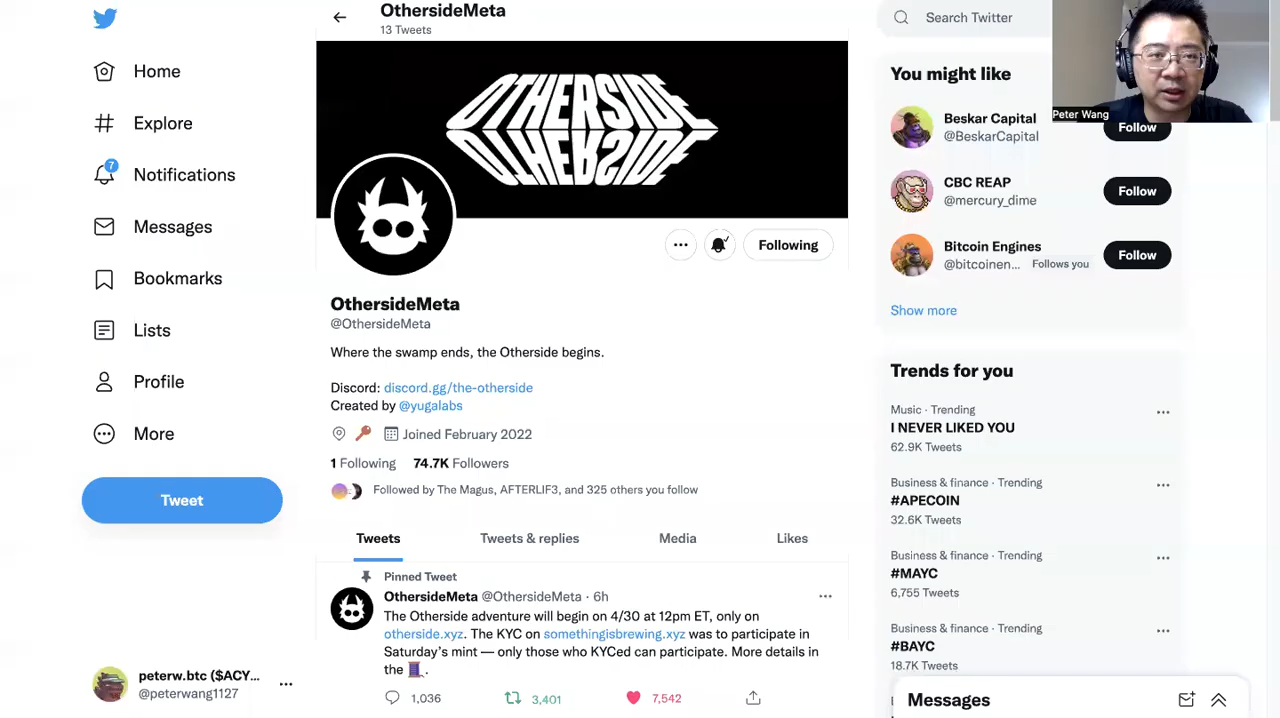 OthersideMeta
13 Tweets
Home
Explore
7
Notifications
Messages
Bookmarks
Lists
Profile
More
Tweet
peterw.btc ($ACY...
@peterwang1127
OTHERSIDE
OTHERSIDE
Following
OthersideMeta
@OthersideMeta
Where the swamp ends, the Otherside begins.
Discord: discord.gg/the-otherside
Created by @yugalabs
Joined February 2022
1 Following 74.7K Followers
Followed by The Magus, AFTERLIF3, and 325 others you follow
Tweets Tweets & replies Media Likes
Pinned Tweet
OthersideMeta @OthersideMeta · 6h
The Otherside adventure will begin on 4/30 at 12pm ET, only on
otherside.xyz. The KYC on somethingisbrewing.xyz was to participate in
Saturday's mint — only those who KYCed can participate. More details in
the 🧵.
1,036 3,401 7,542
Search Twitter
Peter Wang
You might like
Beskar Capital
@BeskarCapital
Follow
CBC REAP
@mercury_dime
Follow
Bitcoin Engines
@bitcoinen... Follows you
Follow
Show more
Trends for you
Music · Trending
I NEVER LIKED YOU
62.9K Tweets
Business & finance · Trending
#APECOIN
32.6K Tweets
Business & finance · Trending
#MAYC
6,755 Tweets
Business & finance · Trending
#BAYC
18.7K Tweets
Messages